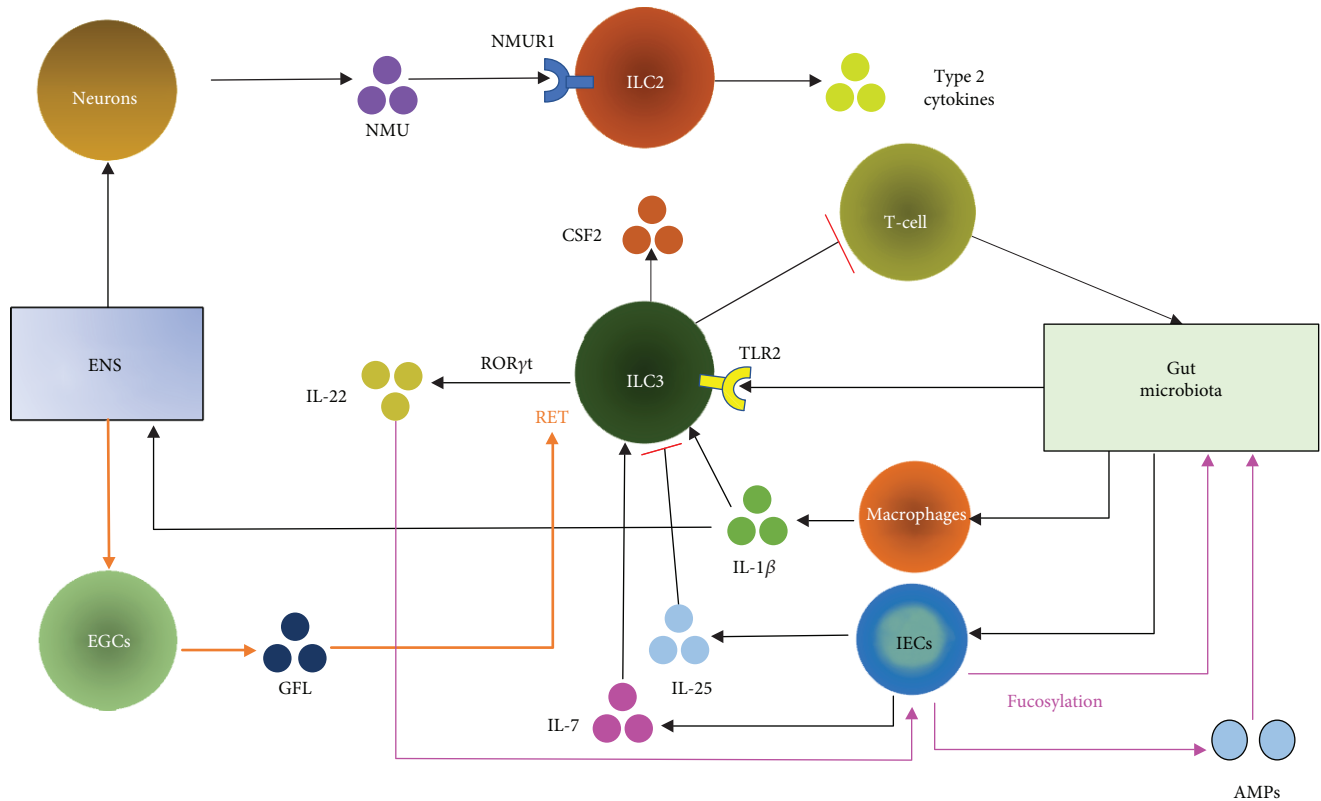 NMUR1
Neurons
ILC2
Type 2
cytokines
NMU
T-cell
CSF2
ENS
RORγt
ILC3
TLR2
Gut
microbiota
IL-22
RET
Macrophages
IL-1β
EGCs
IECs
GFL
IL-25
Fucosylation
IL-7
AMPs